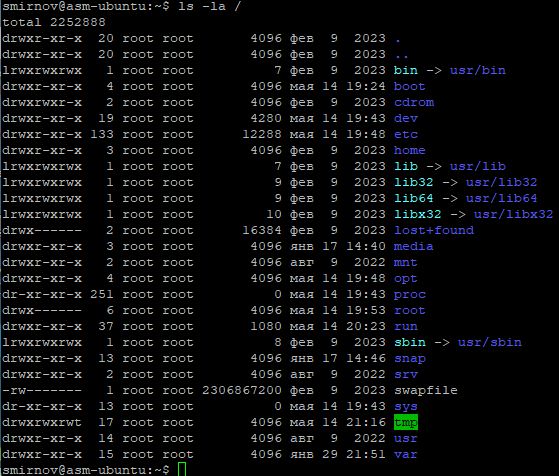 smirnov@asm-ubuntu:~$ ls -la /
total 2252888
drwxr-xr-x  20 root root       4096 фев  9  2023 .
drwxr-xr-x  20 root root       4096 фев  9  2023 ..
lrwxrwxrwx   1 root root          7 фев  9  2023 bin -> usr/bin
drwxr-xr-x   4 root root       4096 мая 14 19:24 boot
drwxrwxr-x   2 root root       4096 фев  9  2023 cdrom
drwxr-xr-x  19 root root       4280 мая 14 19:43 dev
drwxr-xr-x 133 root root      12288 мая 14 19:48 etc
drwxr-xr-x   3 root root       4096 фев  9  2023 home
lrwxrwxrwx   1 root root          7 фев  9  2023 lib -> usr/lib
lrwxrwxrwx   1 root root          9 фев  9  2023 lib32 -> usr/lib32
lrwxrwxrwx   1 root root          9 фев  9  2023 lib64 -> usr/lib64
lrwxrwxrwx   1 root root         10 фев  9  2023 libx32 -> usr/libx32
drwx------   2 root root      16384 фев  9  2023 lost+found
drwxr-xr-x   3 root root       4096 янв 17 14:40 media
drwxr-xr-x   2 root root       4096 авг  9  2022 mnt
drwxr-xr-x   4 root root       4096 мая 14 19:48 opt
dr-xr-xr-x 251 root root          0 мая 14 19:43 proc
drwx------   6 root root       4096 мая 14 19:53 root
drwxr-xr-x  37 root root       1080 мая 14 20:23 run
lrwxrwxrwx   1 root root          8 фев  9  2023 sbin -> usr/sbin
drwxr-xr-x  13 root root       4096 янв 17 14:46 snap
drwxr-xr-x   2 root root       4096 авг  9  2022 srv
-rw-------   1 root root 2306867200 фев  9  2023 swapfile
dr-xr-xr-x  13 root root          0 мая 14 19:43 sys
drwxrwxrwt  17 root root       4096 мая 14 21:16 tmp
drwxr-xr-x  14 root root       4096 авг  9  2022 usr
drwxr-xr-x  15 root root       4096 янв 29 21:51 var
smirnov@asm-ubuntu:~$